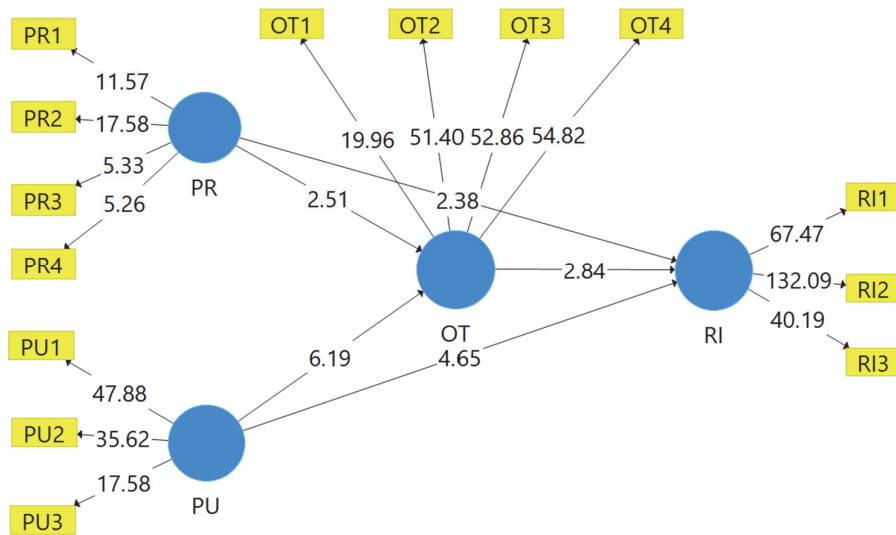 OT1 OT2 OT3 OT4
PR1
11.57
PR2 17.58
5.33
PR3 5.26
PR4
PR
19.96 51.40 52.86 54.82
2.51 2.38
RI1
67.47
132.09 RI2
40.19
RI3
OT 2.84 RI
PU1
6.19 4.65
47.88
PU2 35.62
17.58
PU3 PU